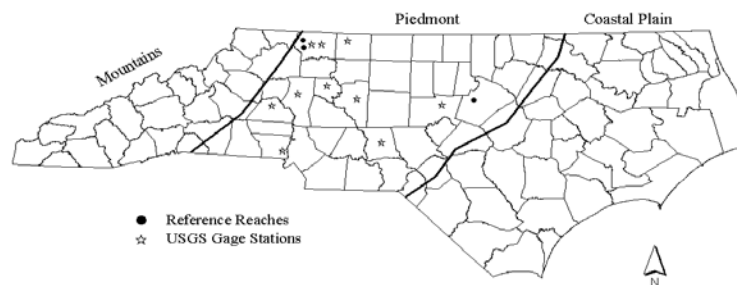 Piedmont
Coastal Plain
Mountains
Reference Reaches
USGS Gage Stations
N